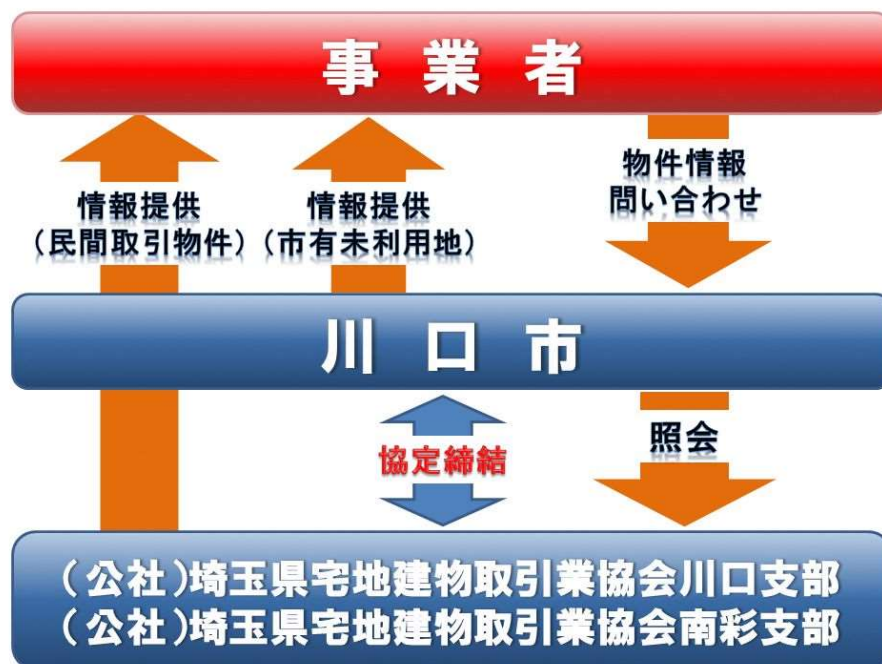 事業者
情報提供
(民間取引物件)
情報提供
(市有未利用地)
物件情報
問い合わせ
川口市
協定締結
照会
(公社)埼玉県宅地建物取引業協会川口支部
(公社)埼玉県宅地建物取引業協会南彩支部